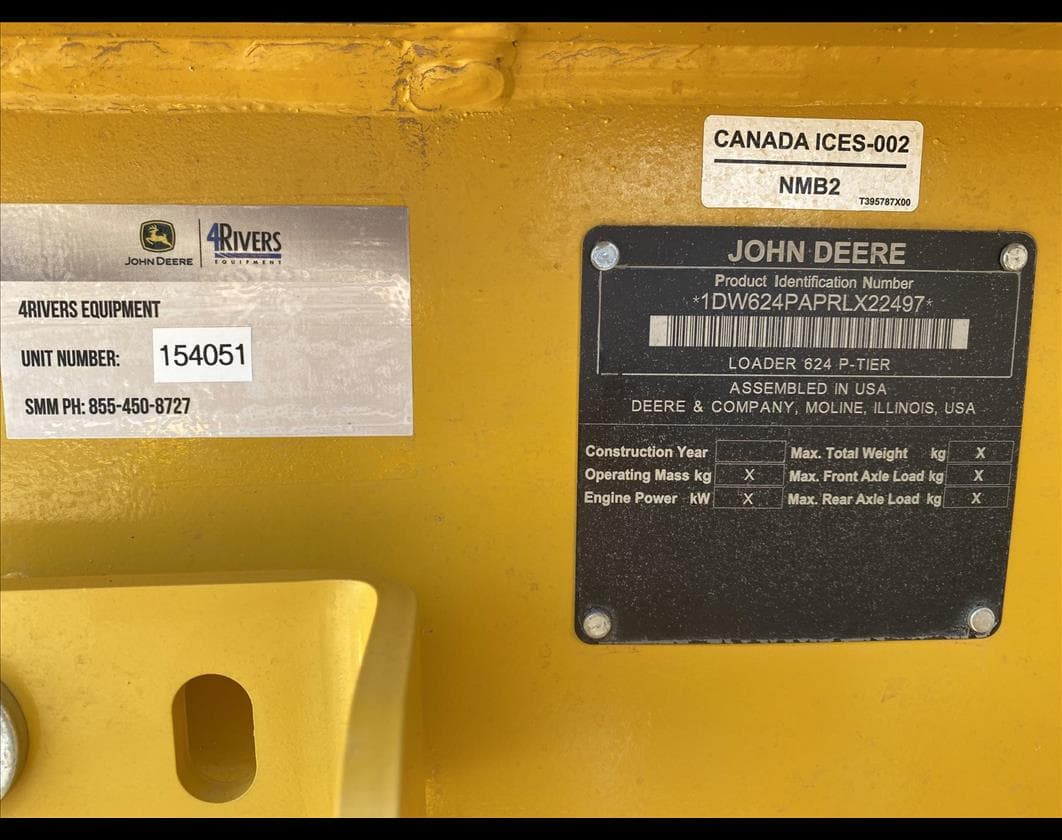 CANADA ICES-002
NMB2
T395787X00
JOHN DEERE
4RIVERS
EQUIPMENT
4RIVERS EQUIPMENT
UNIT NUMBER: 154051
SMM PH: 855-450-8727
JOHN DEERE
Product Identification Number
*1DW624PAPRLX22497*
LOADER 624 P-TIER
ASSEMBLED IN USA
DEERE & COMPANY, MOLINE, ILLINOIS, USA
Construction Year Max. Total Weight kg X
Operating Mass kg X Max. Front Axle Load kg X
Engine Power kW X Max. Rear Axle Load kg X